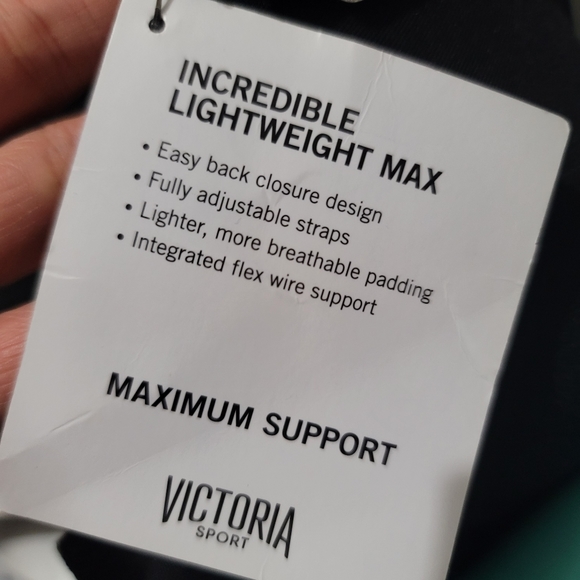 INCREDIBLE
LIGHTWEIGHT MAX
• Easy back closure design
• Fully adjustable straps
• Lighter, more breathable padding
• Integrated flex wire support
MAXIMUM SUPPORT
VICTORIA
SPORT